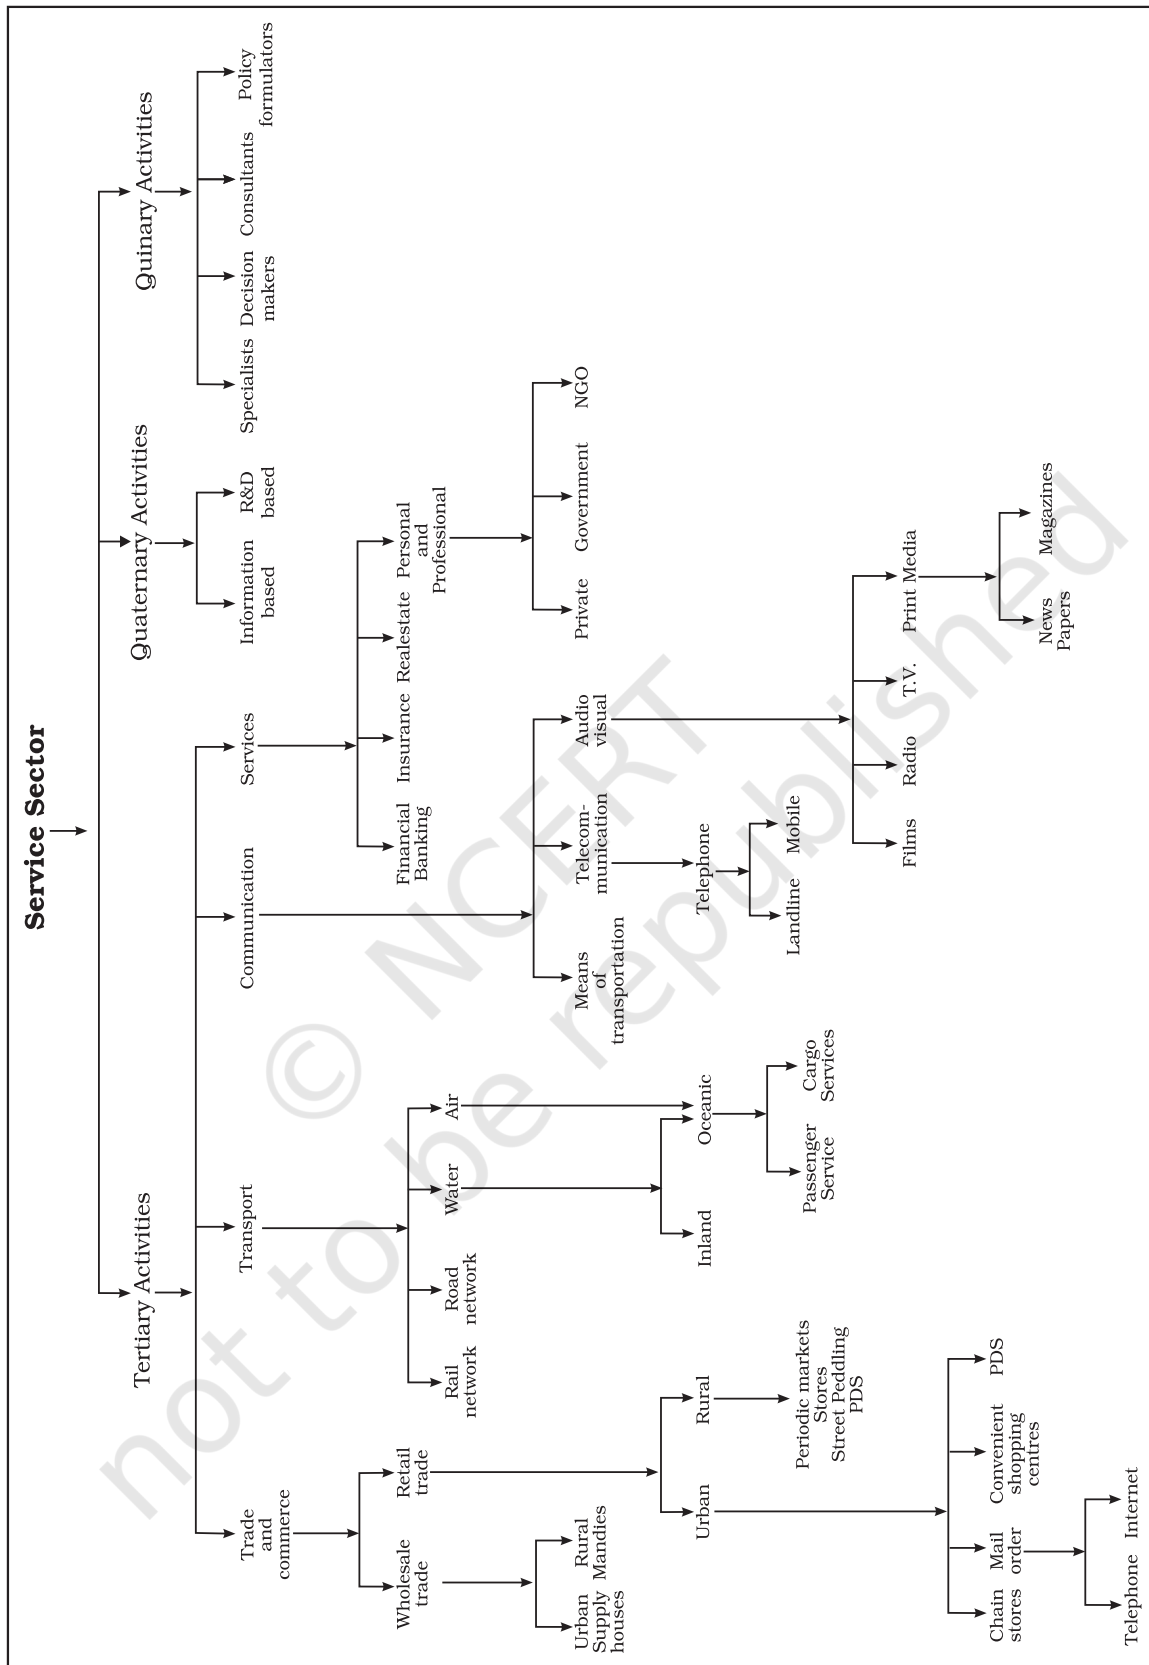 Service Sector
Tertiary Activities
Quaternary Activities
Quinary Activities
Trade
and
commerce
Transport
Communication
Services
Information
based
R&D
based
Specialists
Decision
makers
Consultants
Policy
formulators
Wholesale
trade
Retail
trade
Rail
network
Road
network
Water
Air
Financial
Banking
Insurance
Realestate
Personal
and
Professional
Urban
Supply
houses
Rural
Mandies
Means
of
transportation
Telecom-
munication
Audio
visual
Private
Government
NGO
Urban
Rural
Inland
Oceanic
Telephone
Landline
Mobile
Periodic markets
Stores
Street Peddling
PDS
Passenger
Service
Cargo
Services
Films
Radio
T.V.
Print Media
Chain
stores
Mail
order
Convenient
shopping
centres
PDS
News
Papers
Magazines
Telephone
Internet
© NCERT
not to be republished